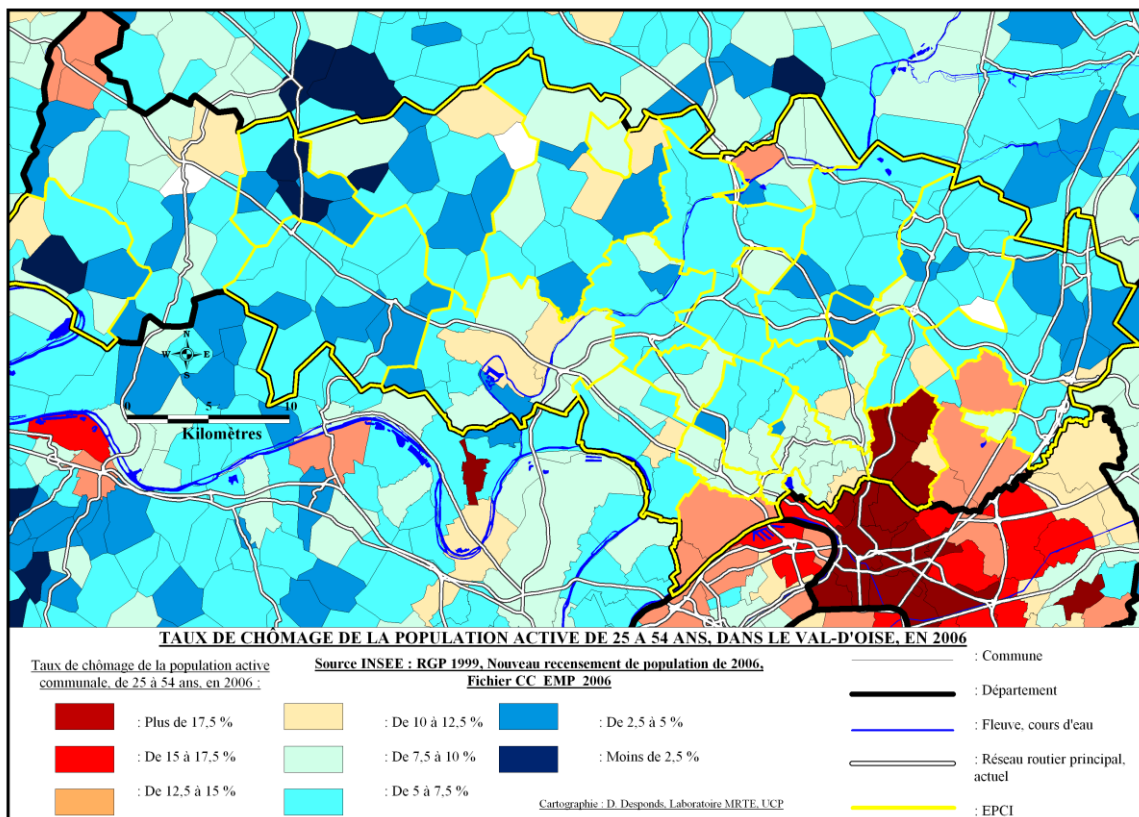 N
W E
S
0 5 10
Kilomètres
TAUX DE CHÔMAGE DE LA POPULATION ACTIVE DE 25 A 54 ANS, DANS LE VAL-D'OISE, EN 2006
Taux de chômage de la population active
communale, de 25 à 54 ans, en 2006 :
Source INSEE : RGP 1999, Nouveau recensement de population de 2006,
Fichier CC_EMP_2006
: Plus de 17,5 %
: De 15 à 17,5 %
: De 12,5 à 15 %
: De 10 à 12,5 %
: De 7,5 à 10 %
: De 5 à 7,5 %
: De 2,5 à 5 %
: Moins de 2,5 %
Cartographie : D. Desponds, Laboratoire MRTE, UCP
: Commune
: Département
: Fleuve, cours d'eau
: Réseau routier principal,
actuel
: EPCI